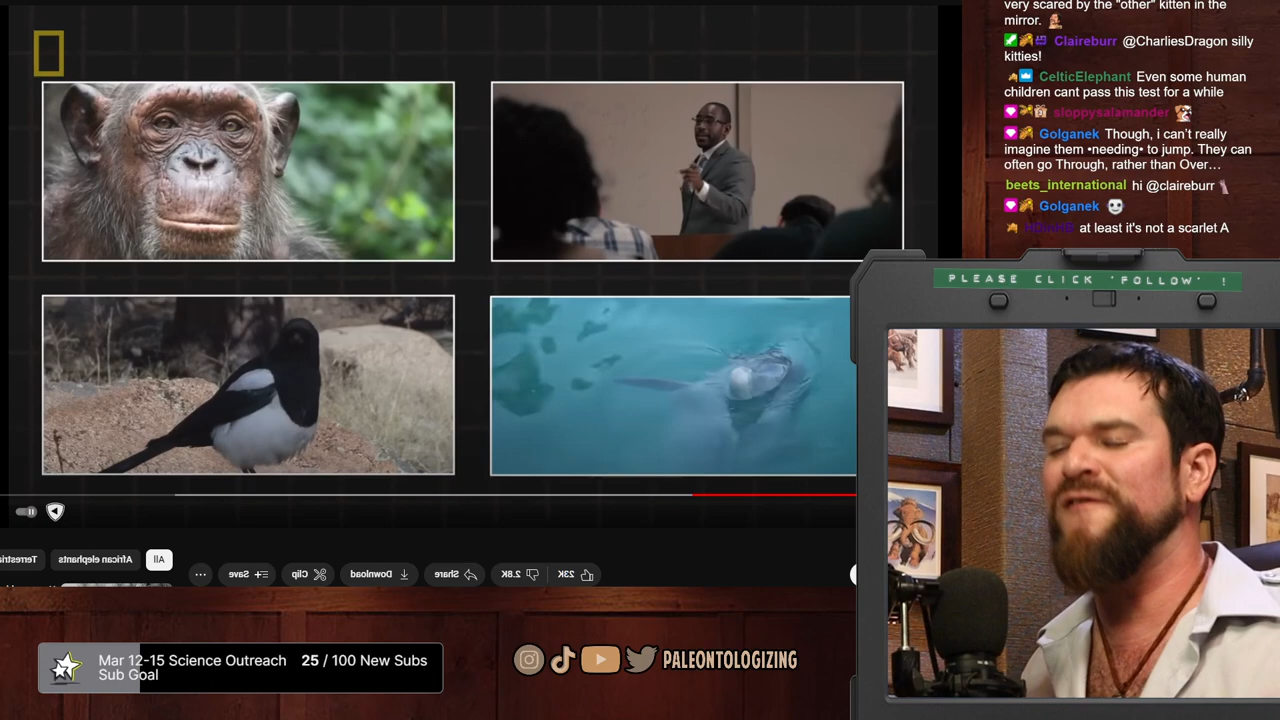 very scared by the "other" kitten in the
mirror.
Claireburr @CharliesDragon silly
kitties!
CelticElephant Even some human
children cant pass this test for a while
sloppysalamander
Golganek Though, i can't really
imagine them •needing• to jump. They can
often go Through, rather than Over...
beets_international hi @claireburr
Golganek
at least it's not a scarlet A
PLEASE CLICK 'FOLLOW' !
African elephants
All
Save
Clip
Download
Share
2.8K
23K
Mar 12-15 Science Outreach 25 / 100 New Subs
Sub Goal
PALEONTOLOGIZING